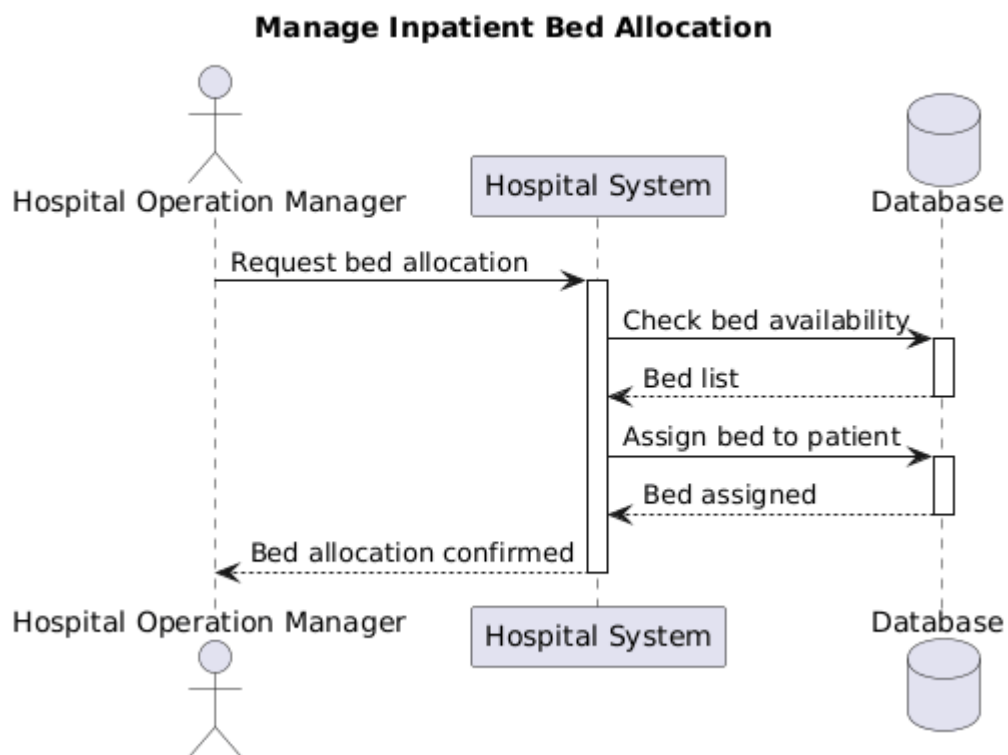 Manage Inpatient Bed Allocation
Hospital Operation Manager
Hospital System
Database
Request bed allocation
Check bed availability
Bed list
Assign bed to patient
Bed assigned
Bed allocation confirmed
Hospital Operation Manager
Hospital System
Database